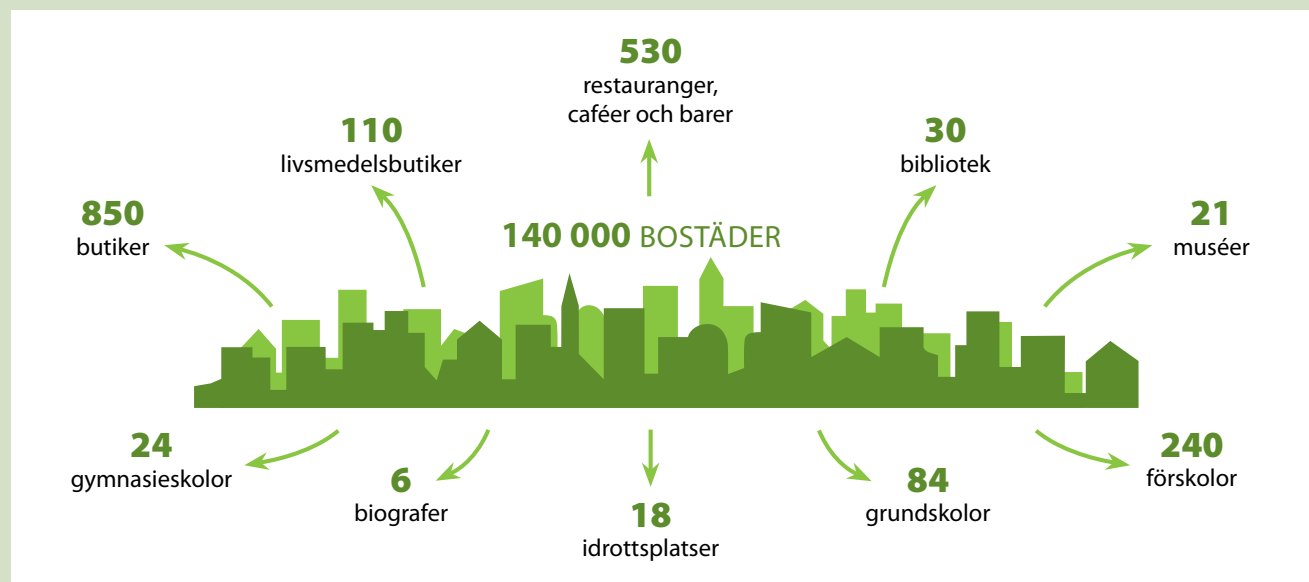 530
restauranger,
caféer och barer
110
livsmedelsbutiker
30
bibliotek
850
butiker
21
muséer
140 000 BOSTÄDER
24
gymnasieskolor
6
biografer
18
idrottsplatser
84
grundskolor
240
förskolor